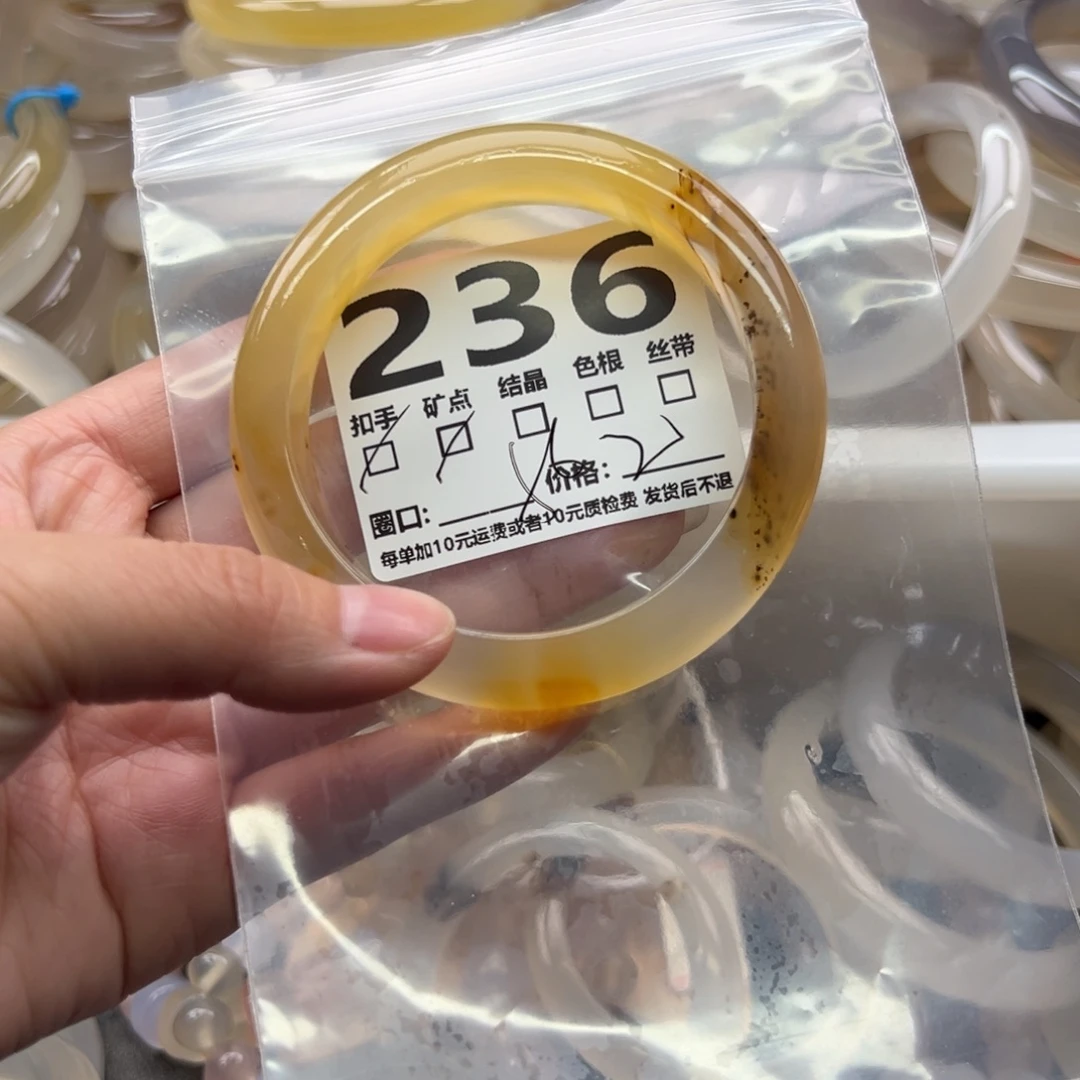 236
扣手 矿点 结晶 色根 丝带
圈口: 价格:
每单加10元运费或者10元质检费 发货后不退